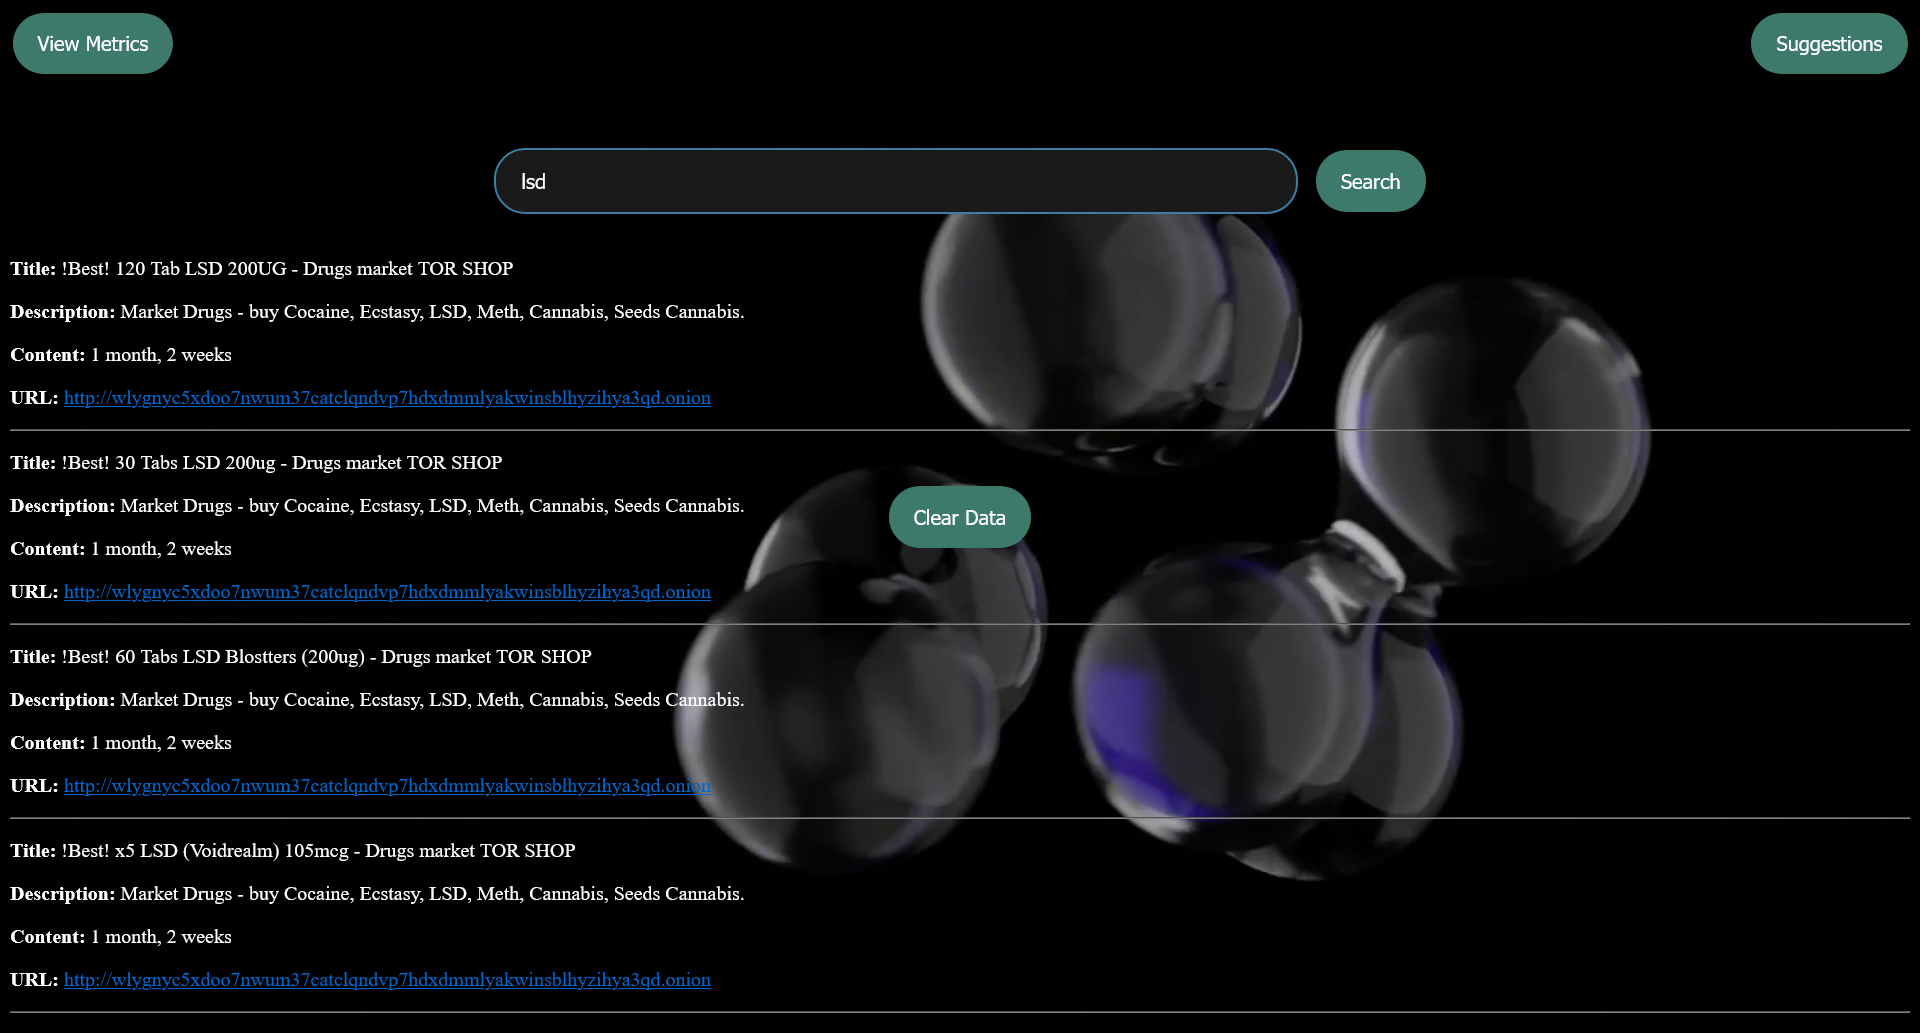 View Metrics
Suggestions
lsd
Search
Title: !Best! 120 Tab LSD 200UG - Drugs market TOR SHOP
Description: Market Drugs - buy Cocaine, Ecstasy, LSD, Meth, Cannabis, Seeds Cannabis.
Content: 1 month, 2 weeks
URL: http://wlygnyc5xdoo7nwum37catclqndvp7hdxdmmlyakwinsblhyzihya3qd.onion
Title: !Best! 30 Tabs LSD 200ug - Drugs market TOR SHOP
Description: Market Drugs - buy Cocaine, Ecstasy, LSD, Meth, Cannabis, Seeds Cannabis.
Clear Data
Content: 1 month, 2 weeks
URL: http://wlygnyc5xdoo7nwum37catclqndvp7hdxdmmlyakwinsblhyzihya3qd.onion
Title: !Best! 60 Tabs LSD Blostters (200ug) - Drugs market TOR SHOP
Description: Market Drugs - buy Cocaine, Ecstasy, LSD, Meth, Cannabis, Seeds Cannabis.
Content: 1 month, 2 weeks
URL: http://wlygnyc5xdoo7nwum37catclqndvp7hdxdmmlyakwinsblhyzihya3qd.onion
Title: !Best! x5 LSD (Voidrealm) 105mcg - Drugs market TOR SHOP
Description: Market Drugs - buy Cocaine, Ecstasy, LSD, Meth, Cannabis, Seeds Cannabis.
Content: 1 month, 2 weeks
URL: http://wlygnyc5xdoo7nwum37catclqndvp7hdxdmmlyakwinsblhyzihya3qd.onion